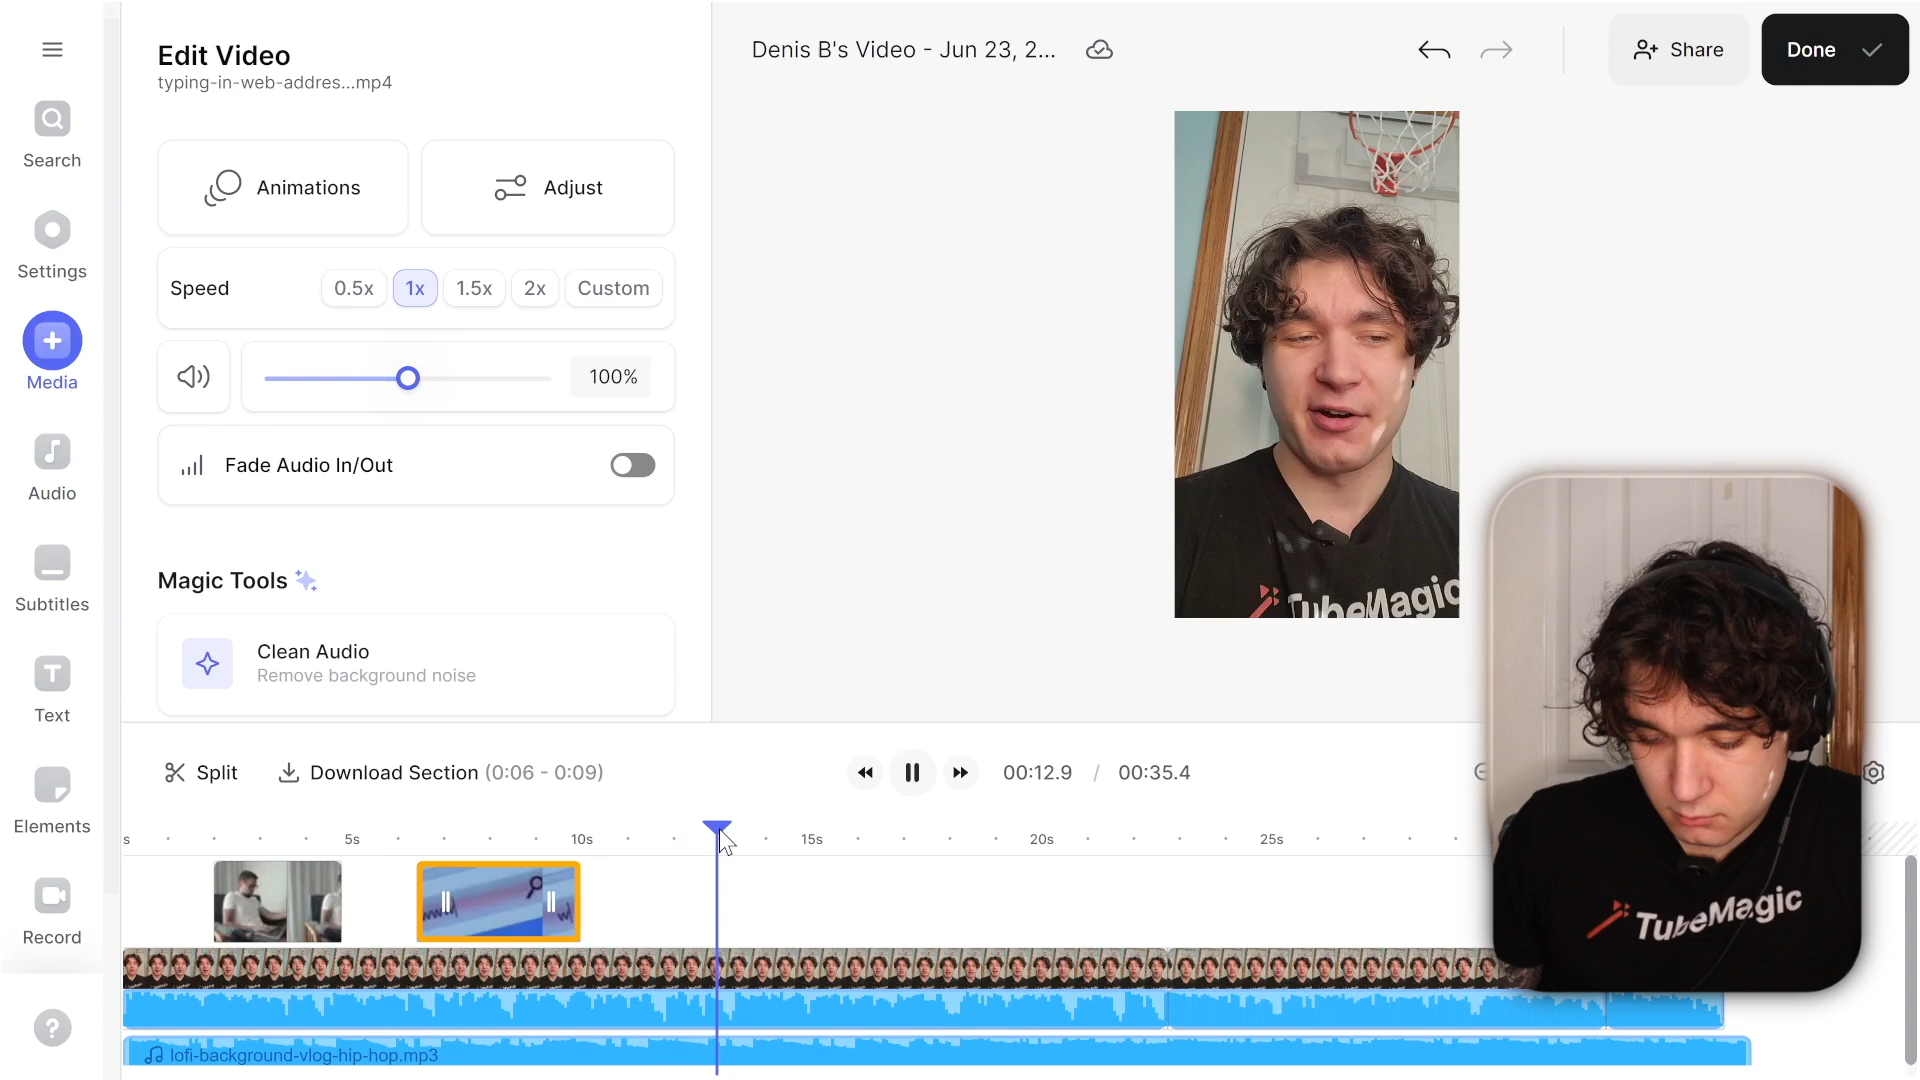 Edit Video
typing-in-web-addres...mp4
Denis B's Video - Jun 23, 2...
Share
Done
Search
Settings
Media
Audio
Subtitles
Text
Elements
Record
Animations
Adjust
Speed
0.5x
1x
1.5x
2x
Custom
100%
Fade Audio In/Out
Magic Tools
Clean Audio
Remove background noise
TubeMagic
Split
Download Section (0:06 - 0:09)
00:12.9 / 00:35.4
s
5s
10s
15s
20s
25s
TubeMagic
lofi-background-vlog-hip-hop.mp3